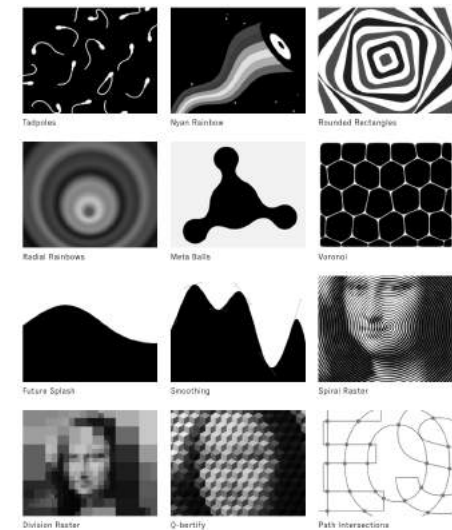 Tadpoles
Nyan Rainbow
Rounded Rectangles
Radial Rainbows
Meta Balls
Voronoi
Future Splash
Smoothing
Spiral Raster
Division Raster
Q-bertify
Path Intersections